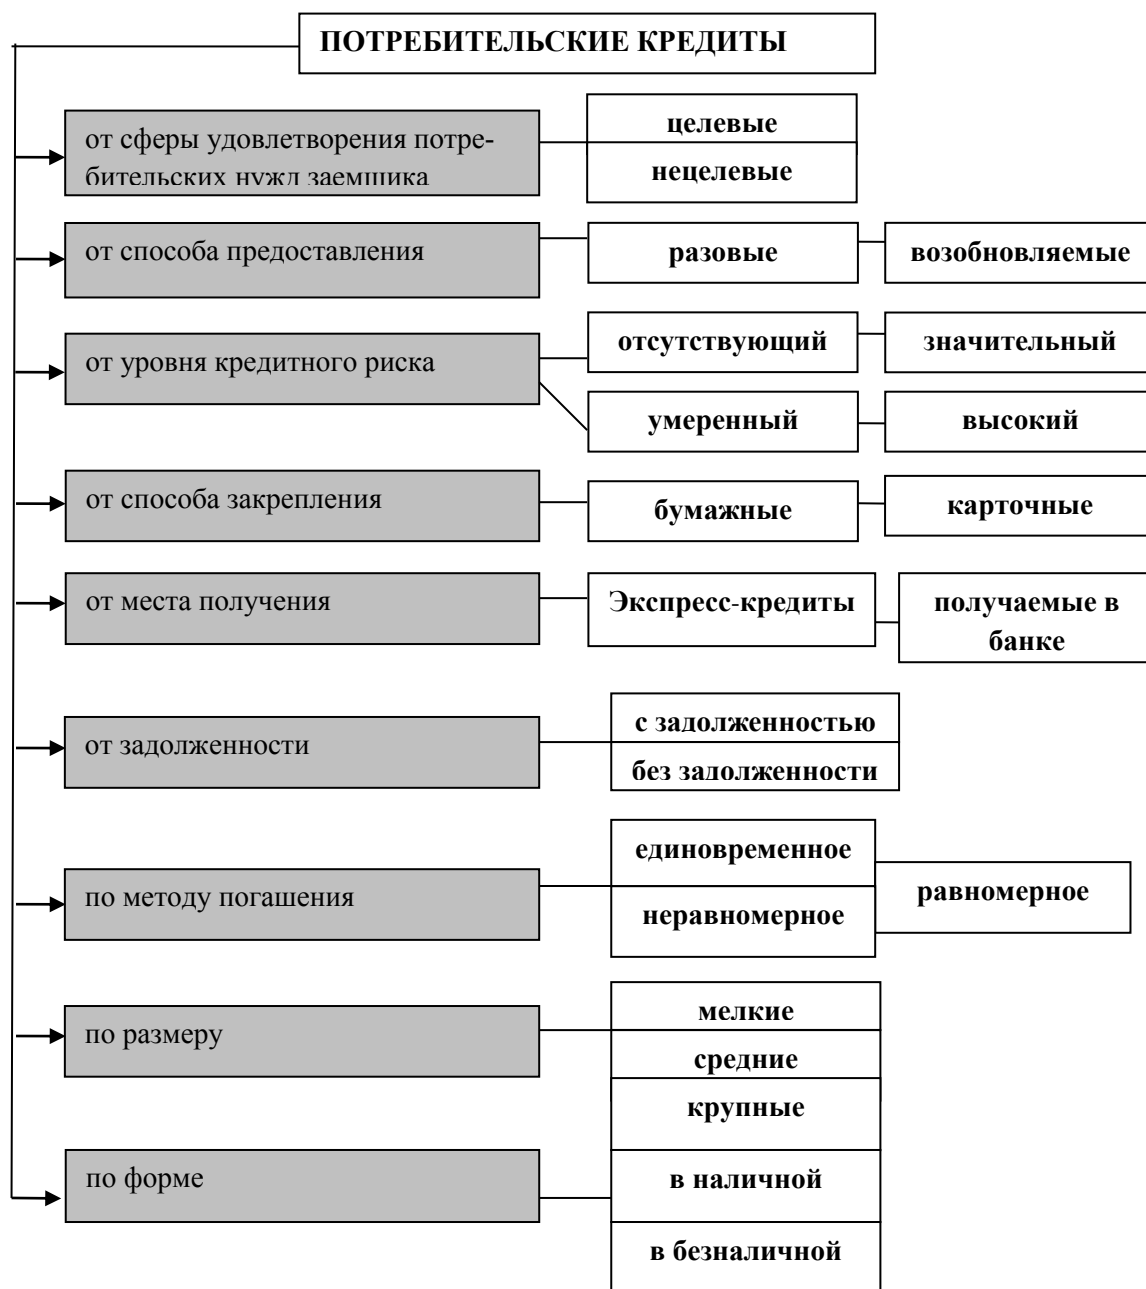 ПОТРЕБИТЕЛЬСКИЕ КРЕДИТЫ
от сферы удовлетворения потре-
бительских нужд заемщика
целевые
нецелевые
от способа предоставления
разовые
возобновляемые
от уровня кредитного риска
отсутствующий
значительный
умеренный
высокий
от способа закрепления
бумажные
карточные
от места получения
Экспресс-кредиты
получаемые в
банке
от задолженности
с задолженностью
без задолженности
по методу погашения
единовременное
неравномерное
равномерное
по размеру
мелкие
средние
крупные
по форме
в наличной
в безналичной